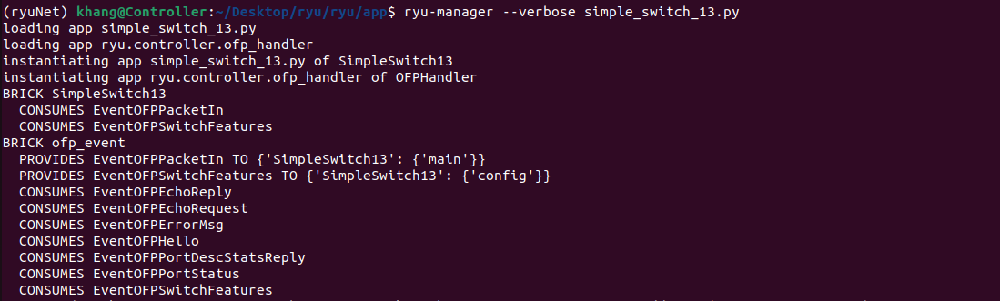 (ryuNet) khang@Controller:~/Desktop/ryu/ryu/app$ ryu-manager --verbose simple_switch_13.py
loading app simple_switch_13.py
loading app ryu.controller.ofp_handler
instantiating app simple_switch_13.py of SimpleSwitch13
instantiating app ryu.controller.ofp_handler of OFPHandler
BRICK SimpleSwitch13
  CONSUMES EventOFPPacketIn
  CONSUMES EventOFPSwitchFeatures
BRICK ofp_event
  PROVIDES EventOFPPacketIn TO {'SimpleSwitch13': {'main'}}
  PROVIDES EventOFPSwitchFeatures TO {'SimpleSwitch13': {'config'}}
  CONSUMES EventOFPEchoReply
  CONSUMES EventOFPEchoRequest
  CONSUMES EventOFPErrorMsg
  CONSUMES EventOFPHello
  CONSUMES EventOFPPortDescStatsReply
  CONSUMES EventOFPPortStatus
  CONSUMES EventOFPSwitchFeatures